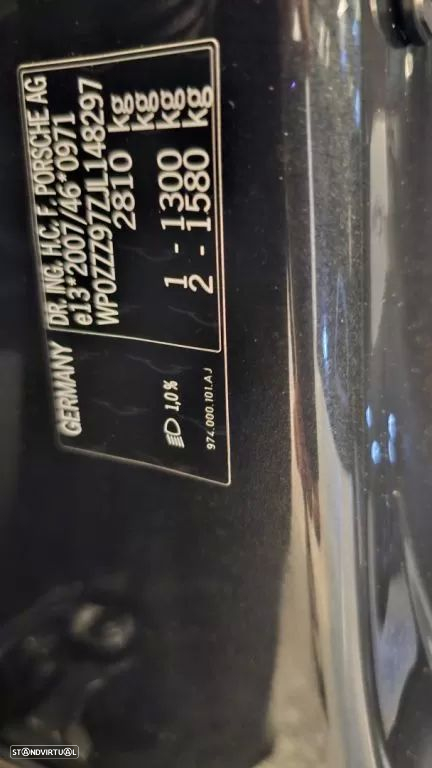 GERMANY DR. ING. H.C. F. PORSCHE AG
e13*2007/46*0971
WP0ZZZ97ZJL148297
2810 kg
kg
1 - 1300 kg
2 - 1580 kg
1,0%
974.000.101.AJ
STANDVIRTUAL